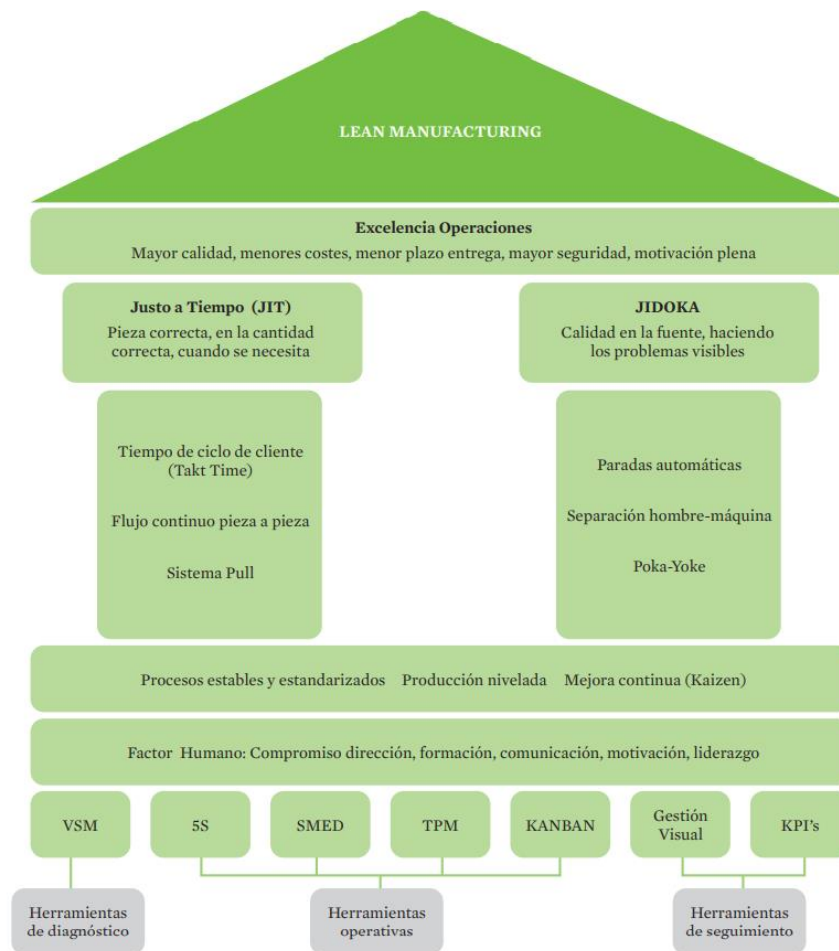 LEAN MANUFACTURING
Excelencia Operaciones
Mayor calidad, menores costes, menor plazo entrega, mayor seguridad, motivación plena
Justo a Tiempo (JIT)
Pieza correcta, en la cantidad
correcta, cuando se necesita
JIDOKA
Calidad en la fuente, haciendo
los problemas visibles
Tiempo de ciclo de cliente
(Takt Time)
Flujo continuo pieza a pieza
Sistema Pull
Paradas automáticas
Separación hombre-máquina
Poka-Yoke
Procesos estables y estandarizados Producción nivelada Mejora continua (Kaizen)
Factor Humano: Compromiso dirección, formación, comunicación, motivación, liderazgo
VSM
5S
SMED
TPM
KANBAN
Gestión
Visual
KPI's
Herramientas
de diagnóstico
Herramientas
operativas
Herramientas
de seguimiento